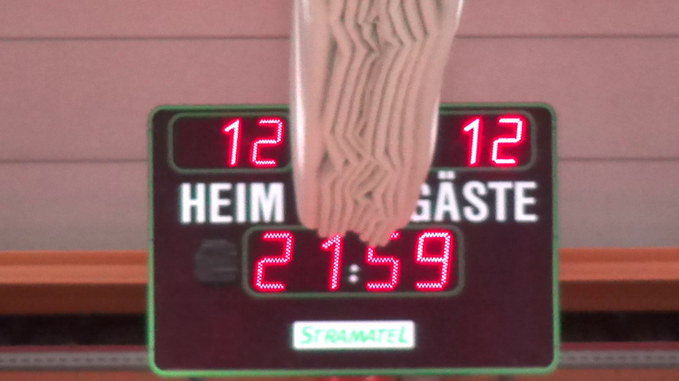 12 12
HEIM GÄSTE
21:59
STRAMATEL